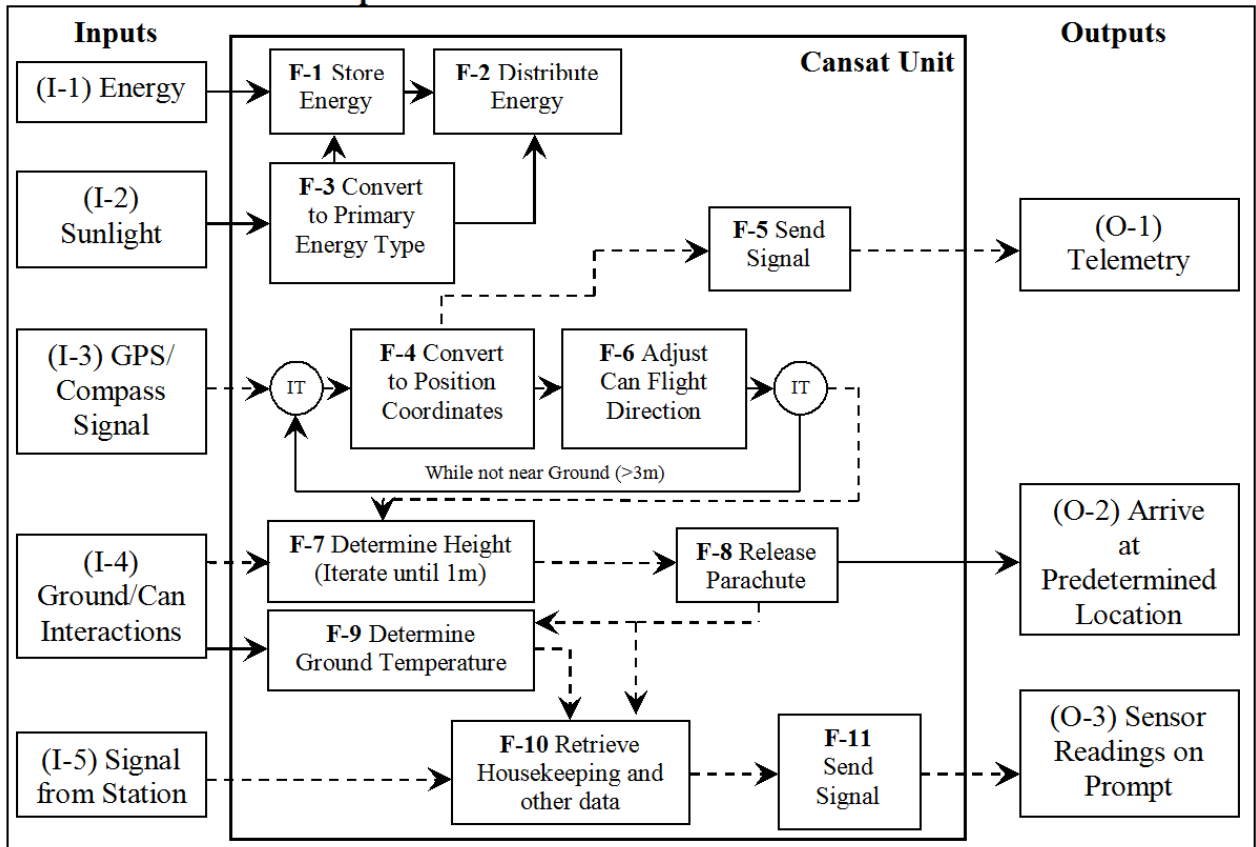 Inputs
Outputs
Cansat Unit
(I-1) Energy
F-1 Store
Energy
F-2 Distribute
Energy
(I-2)
Sunlight
F-3 Convert
to Primary
Energy Type
F-5 Send
Signal
(O-1)
Telemetry
(I-3) GPS/
Compass
Signal
IT
F-4 Convert
to Position
Coordinates
F-6 Adjust
Can Flight
Direction
IT
While not near Ground (>3m)
(I-4)
Ground/Can
Interactions
F-7 Determine Height
(Iterate until 1m)
F-8 Release
Parachute
(O-2) Arrive
at
Predetermined
Location
F-9 Determine
Ground Temperature
(I-5) Signal
from Station
F-10 Retrieve
Housekeeping and
other data
F-11
Send
Signal
(O-3) Sensor
Readings on
Prompt